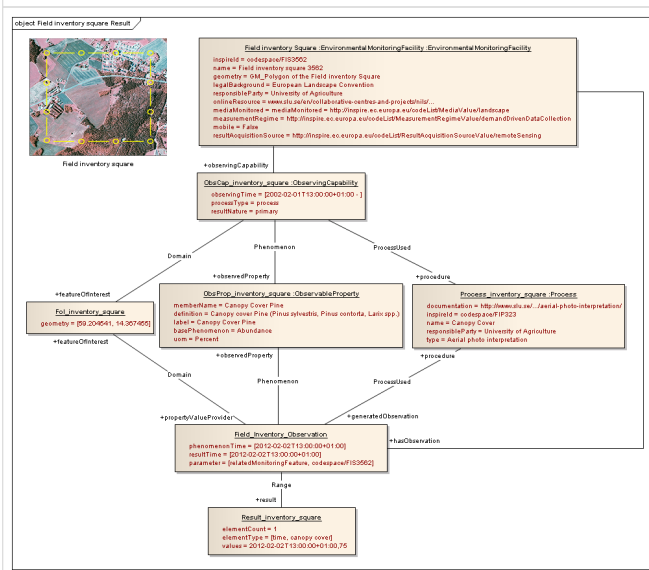 object Field inventory square Result
Field inventory square
Field inventory Square :EnvironmentalMonitoringFacility :EnvironmentalMonitoringFacility
inspireId = codespace/FIS3562
name = Field inventory square 3562
geometry = GM_Polygon of the Field inventory Square
legalBackground = European Landscape Convention
responsibleParty = University of Agriculture
onlineResource = www.slu.se/en/collaborative-centres-and-projects/nils/...
mediaMonitored = mediaMonitored = http://inspire.ec.europa.eu/codeList/MediaValue/landscape
measurementRegime = http://inspire.ec.europa.eu/codeList/MeasurementRegimeValue/demandDrivenDataCollection
mobile = False
resultAcquisitionSource = http://inspire.ec.europa.eu/codeList/ResultAcquisitionSourceValue/remoteSensing
+observingCapability
ObsCap_inventory_square :ObservingCapability
observingTime = [2002-02-01T13:00:00+01:00 - ]
processType = process
resultNature = primary
Domain
Phenomenon
ProcessUsed
+featureOfInterest
+observedProperty
+procedure
FoI_inventory_square
geometry = [59.204541, 14.357455]
ObsProp_inventory_square :ObservableProperty
memberName = Canopy Cover Pine
definition = Canopy cover Pine (Pinus sylvestris, Pinus contorta, Larix spp.)
label = Canopy Cover Pine
basePhenomenon = Abundance
uom = Percent
Process_inventory_square :Process
documentation = http://www.slu.se/.../aerial-photo-interpretation/
inspireId = codespace/FIP323
name = Canopy Cover
responsibleParty = University of Agriculture
type = Aerial photo interpretation
+featureOfInterest
+observedProperty
+procedure
Domain
Phenomenon
ProcessUsed
+propertyValueProvider
+generatedObservation
+hasObservation
Field_Inventory_Observation
phenomenonTime = [2012-02-02T13:00:00+01:00]
resultTime = [2012-02-02T13:00:00+01:00]
parameter = [relatedMonitoringFeature, codespace/FIS3562]
Range
+result
Result_inventory_square
elementCount = 1
elementType = [time, canopy cover]
values = 2012-02-02T13:00:00+01:00,75